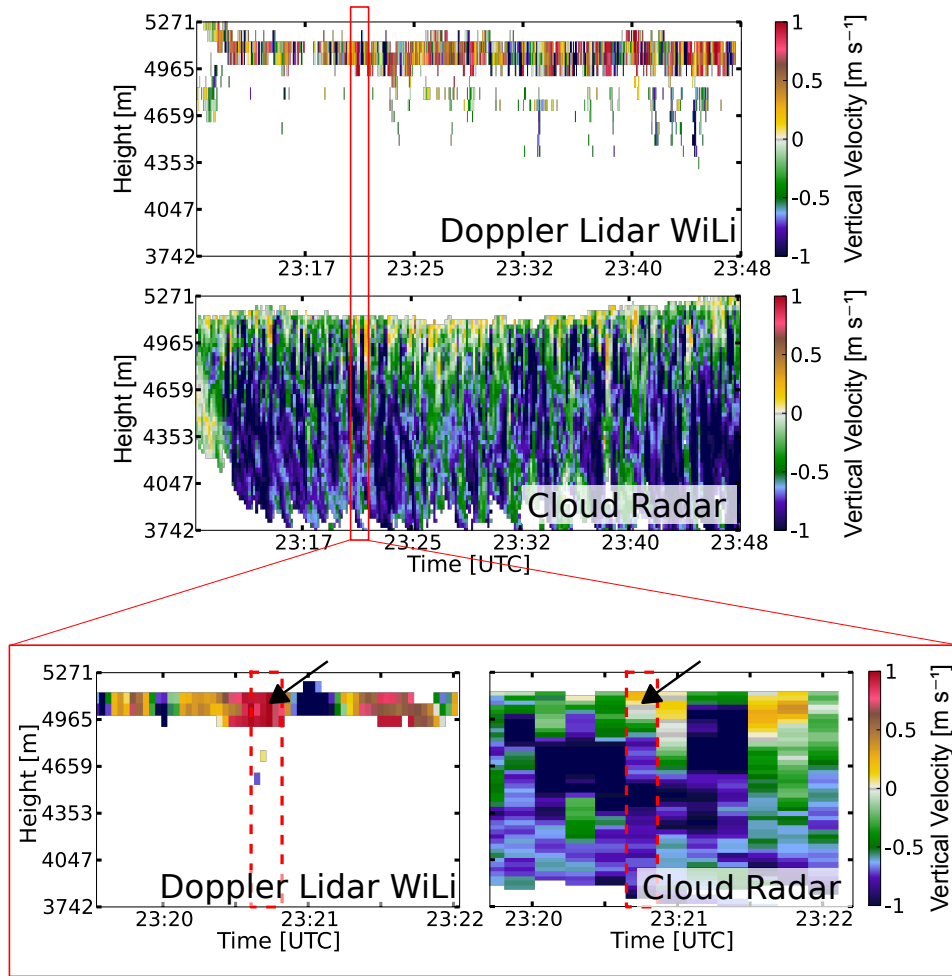 5271
4965
4659
4353
4047
3742
Height [m]
Doppler Lidar WiLi
23:17 23:25 23:32 23:40 23:48
1
0.5
0
-0.5
-1
Vertical Velocity [m s⁻¹]
5271
4965
4659
4353
4047
3742
Height [m]
Cloud Radar
23:17 23:25 23:32 23:40 23:48
Time [UTC]
1
0.5
0
-0.5
-1
Vertical Velocity [m s⁻¹]
5271
4965
4659
4353
4047
3742
Height [m]
Doppler Lidar WiLi
23:20 23:21 23:22
Time [UTC]
Cloud Radar
23:20 23:21 23:22
Time [UTC]
1
0.5
0
-0.5
-1
Vertical Velocity [m s⁻¹]